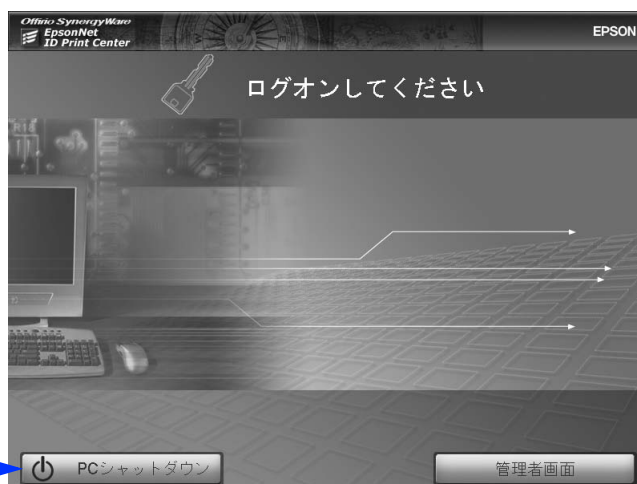 Offirio SynergyWare
EpsonNet
ID Print Center
EPSON
ログオンしてください
R18
PCシャットダウン
管理者画面